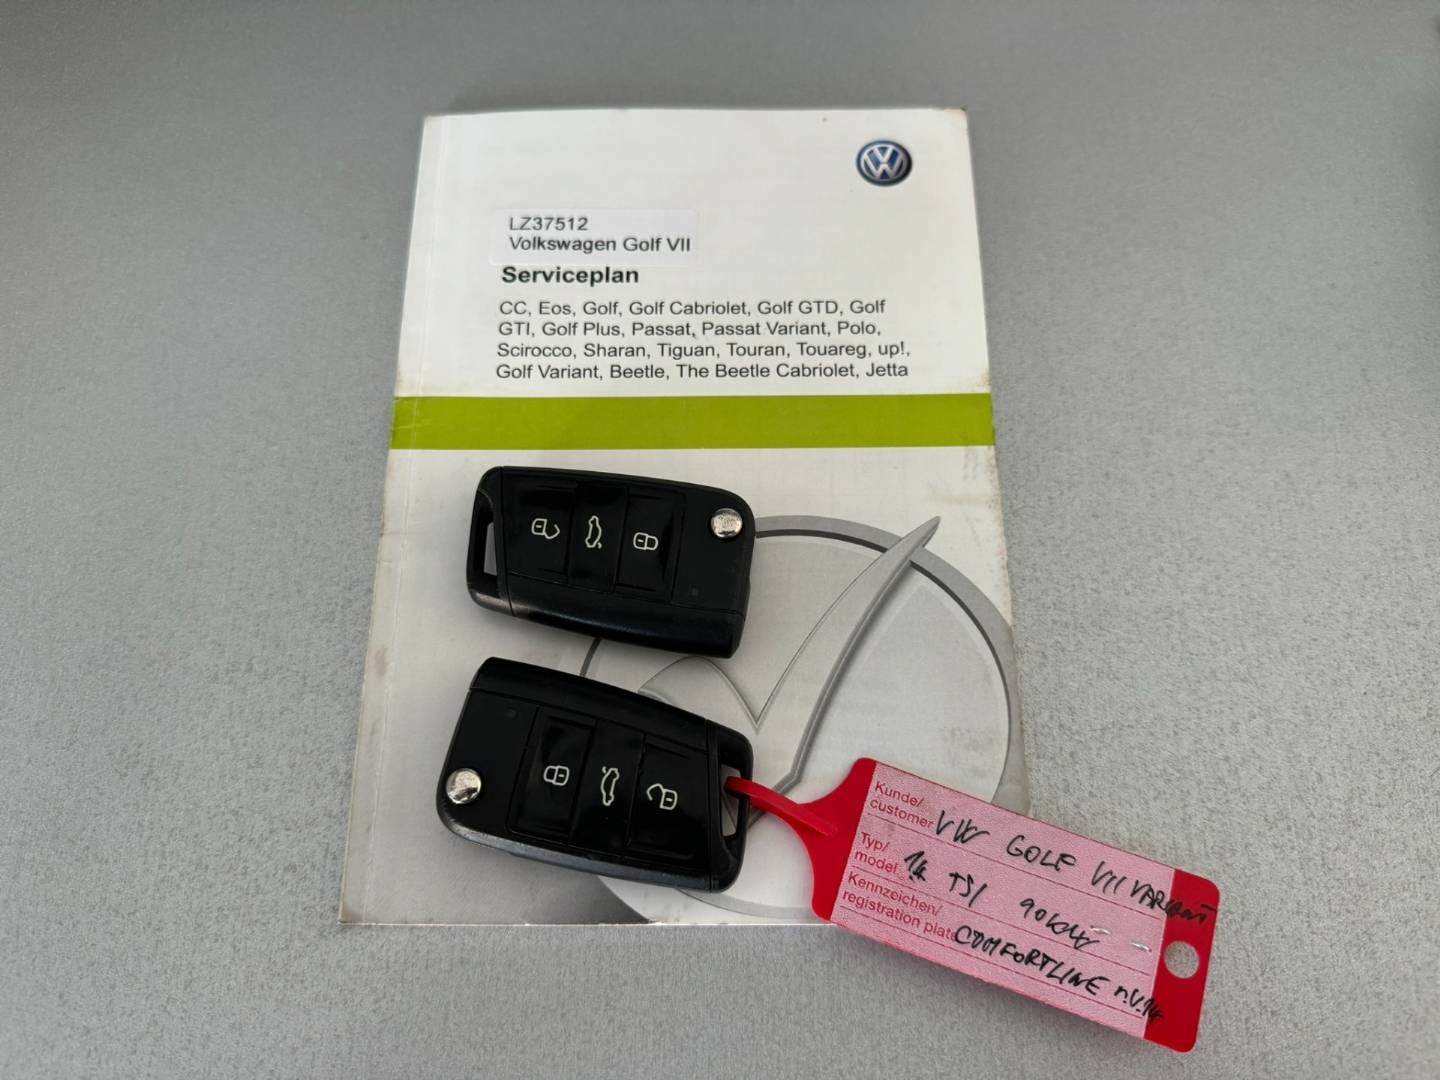 LZ37512
Volkswagen Golf VII
Serviceplan
CC, Eos, Golf, Golf Cabriolet, Golf GTD, Golf
GTI, Golf Plus, Passat, Passat Variant, Polo,
Scirocco, Sharan, Tiguan, Touran, Touareg, up!,
Golf Variant, Beetle, The Beetle Cabriolet, Jetta
Kunde/
customer VW GOLF VII VARIANT
Typ/
model 1.4 TSI 90kW
Kennzeichen/
registration plate COMFORTLINE r.v.14